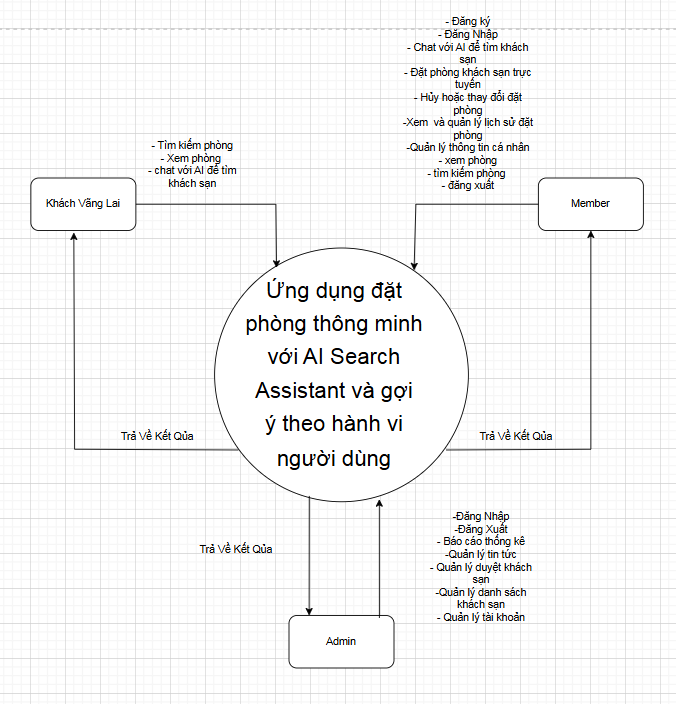 - Đăng ký
- Đăng Nhập
- Chat với AI để tìm khách
sạn
- Đặt phòng khách sạn trực
tuyến
- Hủy hoặc thay đổi đặt
phòng
-Xem  và quản lý lịch sử đặt
phòng
-Quản lý thông tin cá nhân
- xem phòng
- tìm kiếm phòng
- đăng xuất
- Tìm kiếm phòng
- Xem phòng
- chat với AI để tìm
khách sạn
Khách Vãng Lai
Member
Ứng dụng đặt
phòng thông minh
với AI Search
Assistant và gợi
ý theo hành vi
người dùng
Trả Về Kết Qủa
Trả Về Kết Qủa
Trả Về Kết Qủa
-Đăng Nhập
-Đăng Xuất
- Báo cáo thống kê
-Quản lý tin tức
- Quản lý duyệt khách
sạn
-Quản lý danh sách
khách sạn
- Quản lý tài khoản
Admin